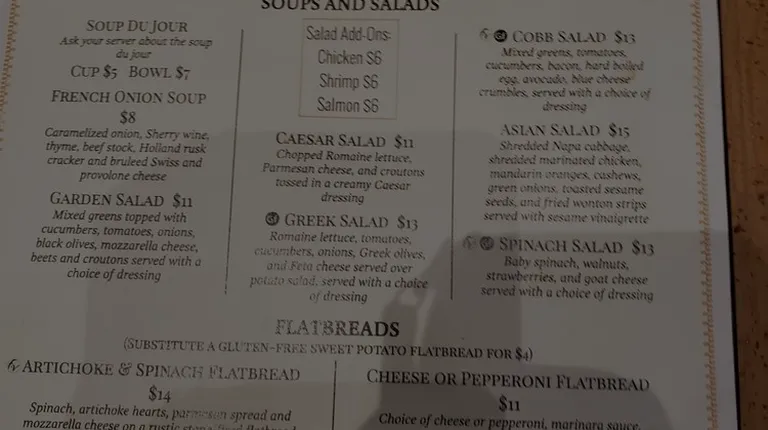 SOUPS AND SALADS
SOUP DU JOUR
Ask your server about the soup
du jour
CUP $5 BOWL $7
FRENCH ONION SOUP
$8
Caramelized onion, Sherry wine,
thyme, beef stock, Holland rusk
cracker and bruleed Swiss and
provolone cheese
GARDEN SALAD $11
Mixed greens topped with
cucumbers, tomatoes, onions,
black olives, mozzarella cheese,
beets and croutons served with a
choice of dressing
Salad Add-Ons:
Chicken $6
Shrimp $6
Salmon $6
CAESAR SALAD $11
Chopped Romaine lettuce,
Parmesan cheese, and croutons
tossed in a creamy Caesar
dressing
GREEK SALAD $13
Romaine lettuce, tomatoes,
cucumbers, onions, Greek olives,
and Feta cheese served over
potato salad, served with a choice
of dressing
COBB SALAD $13
Mixed greens, tomatoes,
cucumbers, bacon, hard boiled
egg, avocado, blue cheese
crumbles, served with a choice of
dressing
ASIAN SALAD $15
Shredded Napa cabbage,
shredded marinated chicken,
mandarin oranges, cashews,
green onions, toasted sesame
seeds, and fried wonton strips
served with sesame vinaigrette
SPINACH SALAD $13
Baby spinach, walnuts,
strawberries, and goat cheese
served with a choice of dressing
FLATBREADS
(SUBSTITUTE A GLUTEN-FREE SWEET POTATO FLATBREAD FOR $4)
ARTICHOKE & SPINACH FLATBREAD
$14
Spinach, artichoke hearts, parmesan spread and
mozzarella cheese on a rustic
CHEESE OR PEPPERONI FLATBREAD
$11
Choice of cheese or pepperoni, marinara sauce,